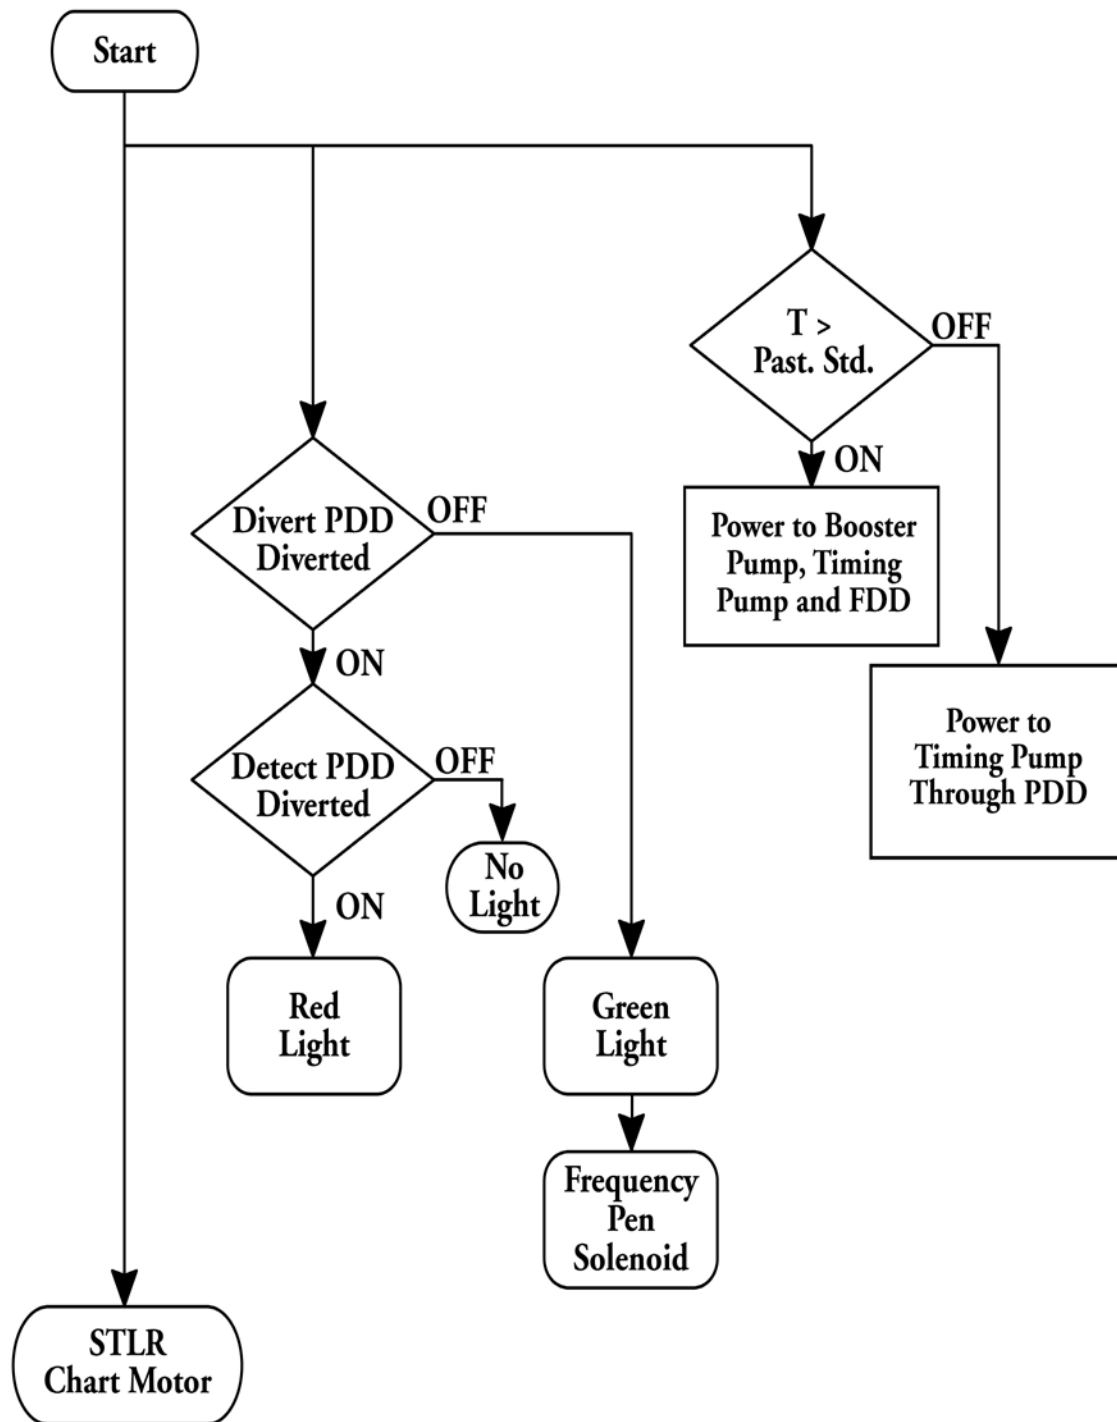 Start
T >
Past. Std.
OFF
ON
Power to Booster
Pump, Timing
Pump and FDD
Power to
Timing Pump
Through PDD
Divert PDD
Diverted
OFF
ON
Detect PDD
Diverted
OFF
No
Light
ON
Red
Light
Green
Light
Frequency
Pen
Solenoid
STLR
Chart Motor